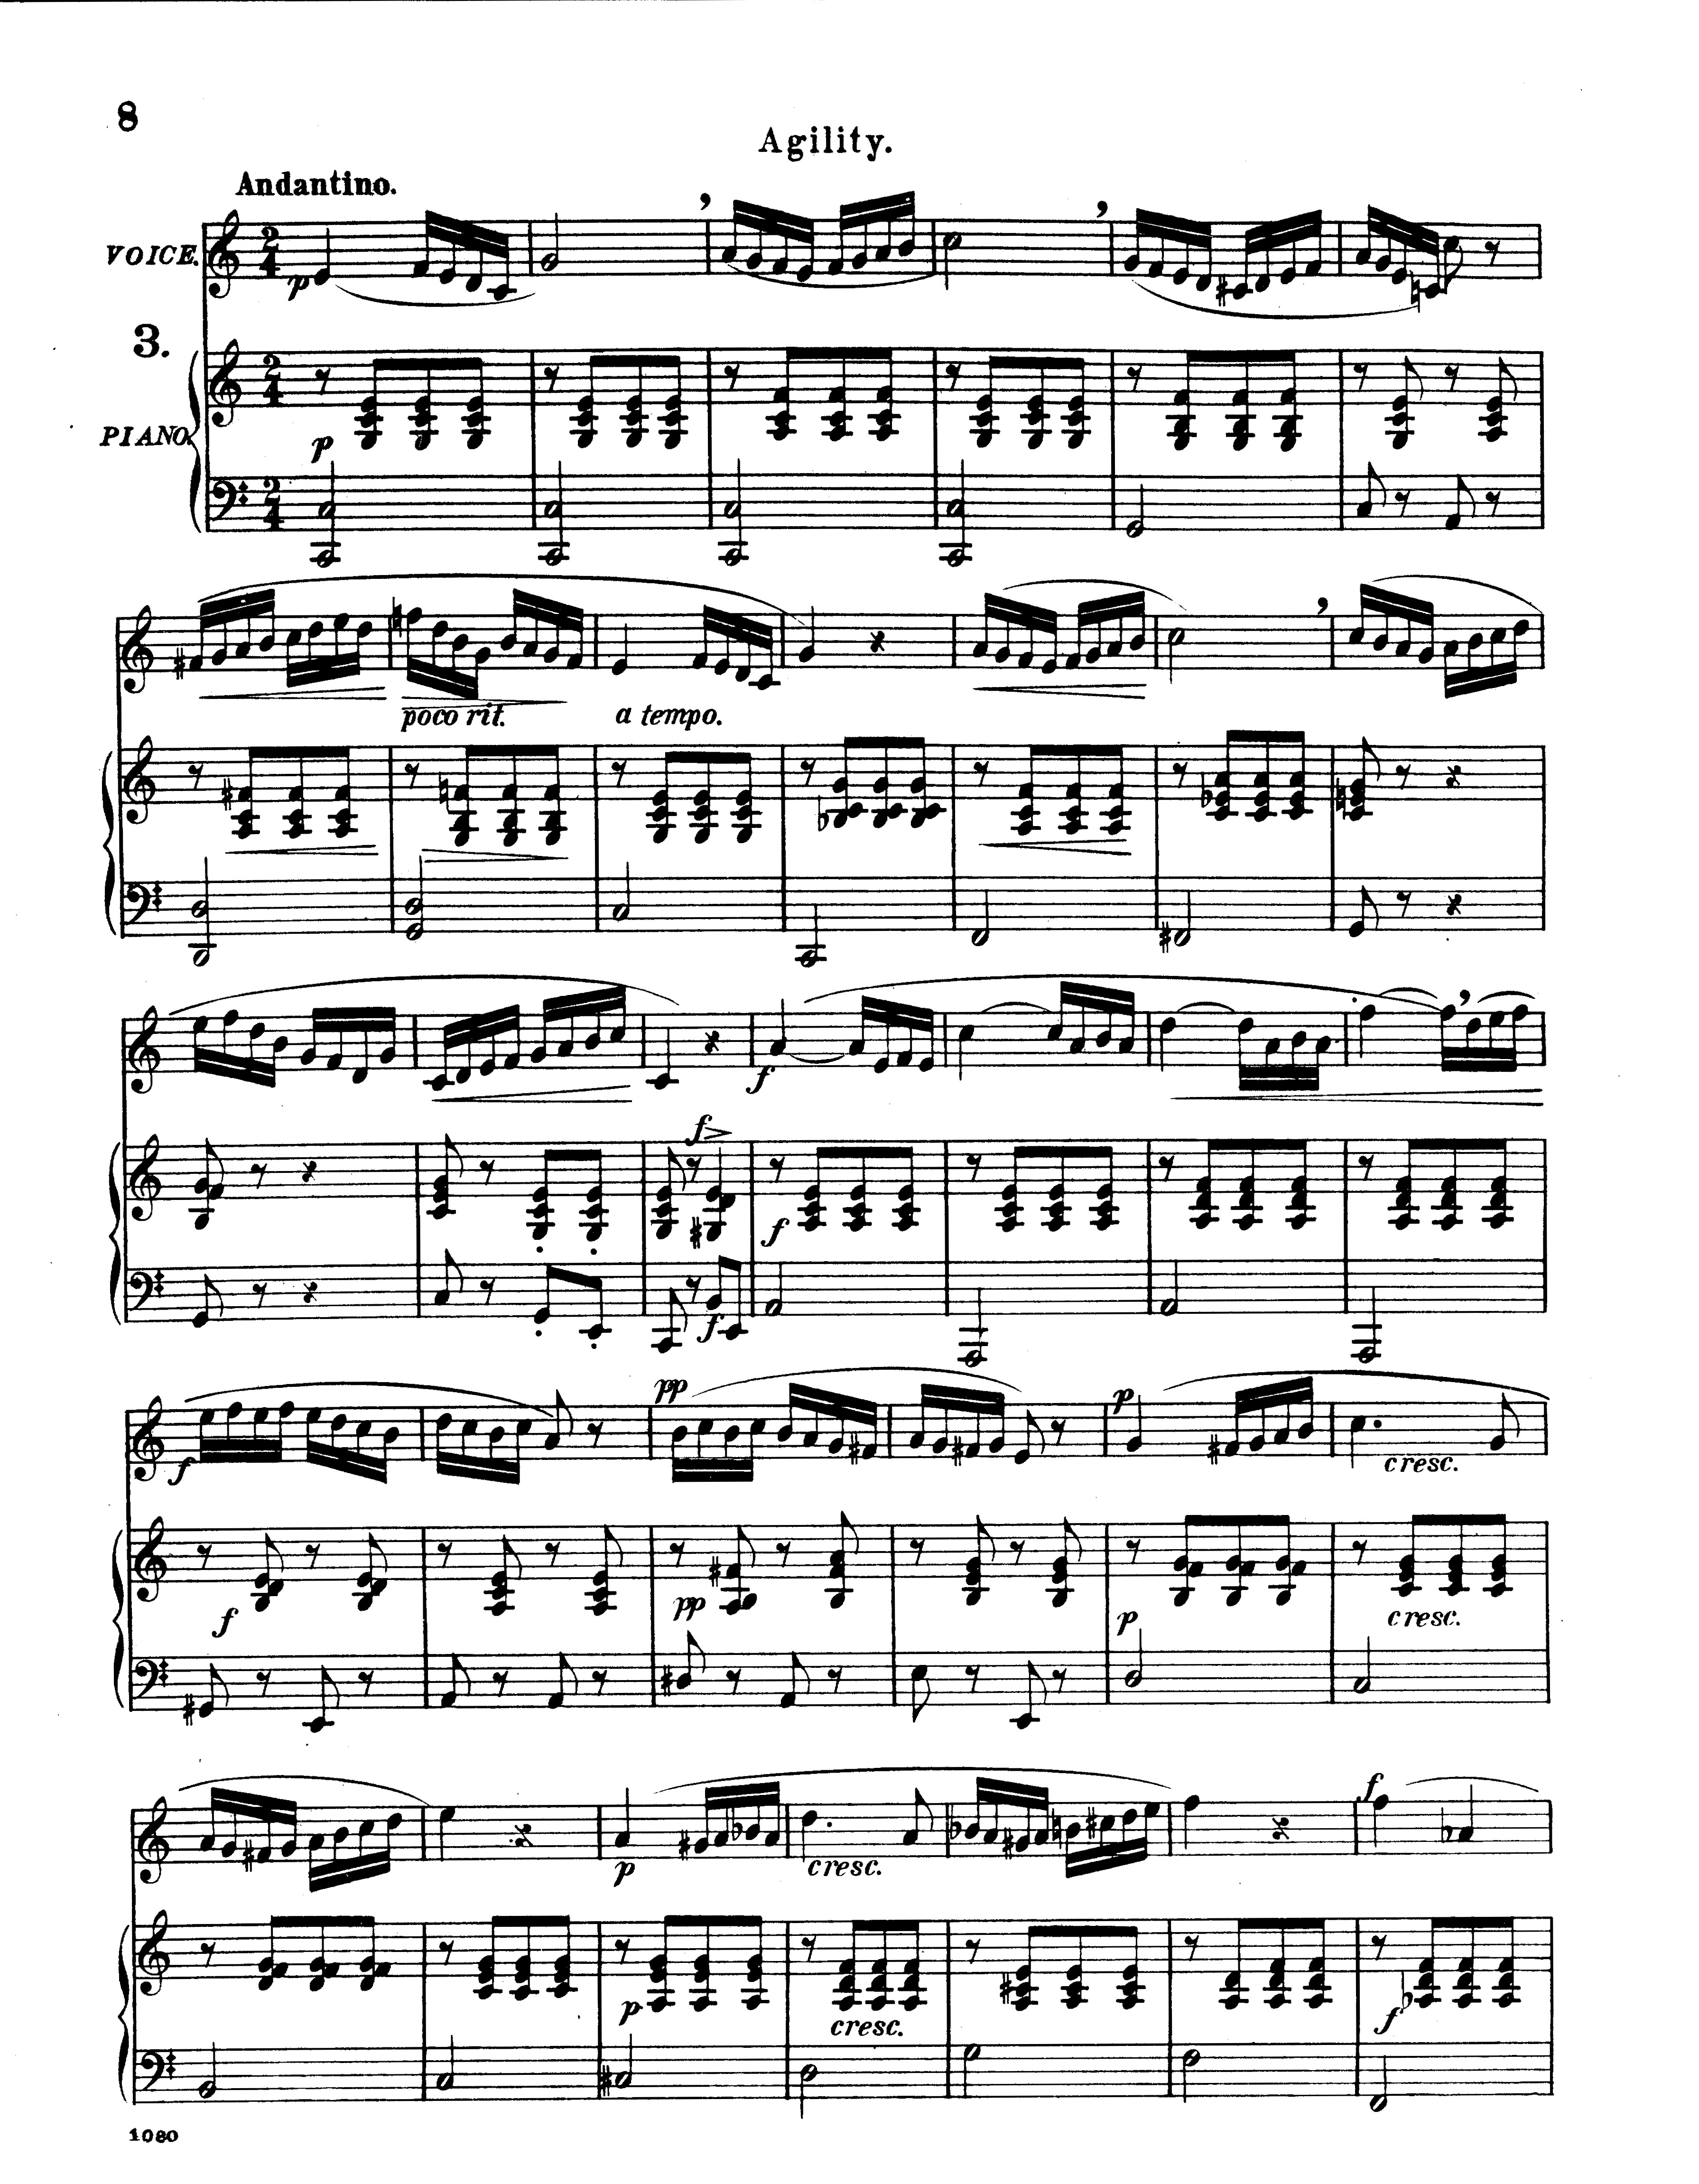 8
Agility.
Andantino.
VOICE.
p
3.
PIANO.
p
poco rit.
a tempo.
f
f>
f
f
pp
p
f
cresc.
f
pp
p
cresc.
f
p
cresc.
p
cresc.
f
1080